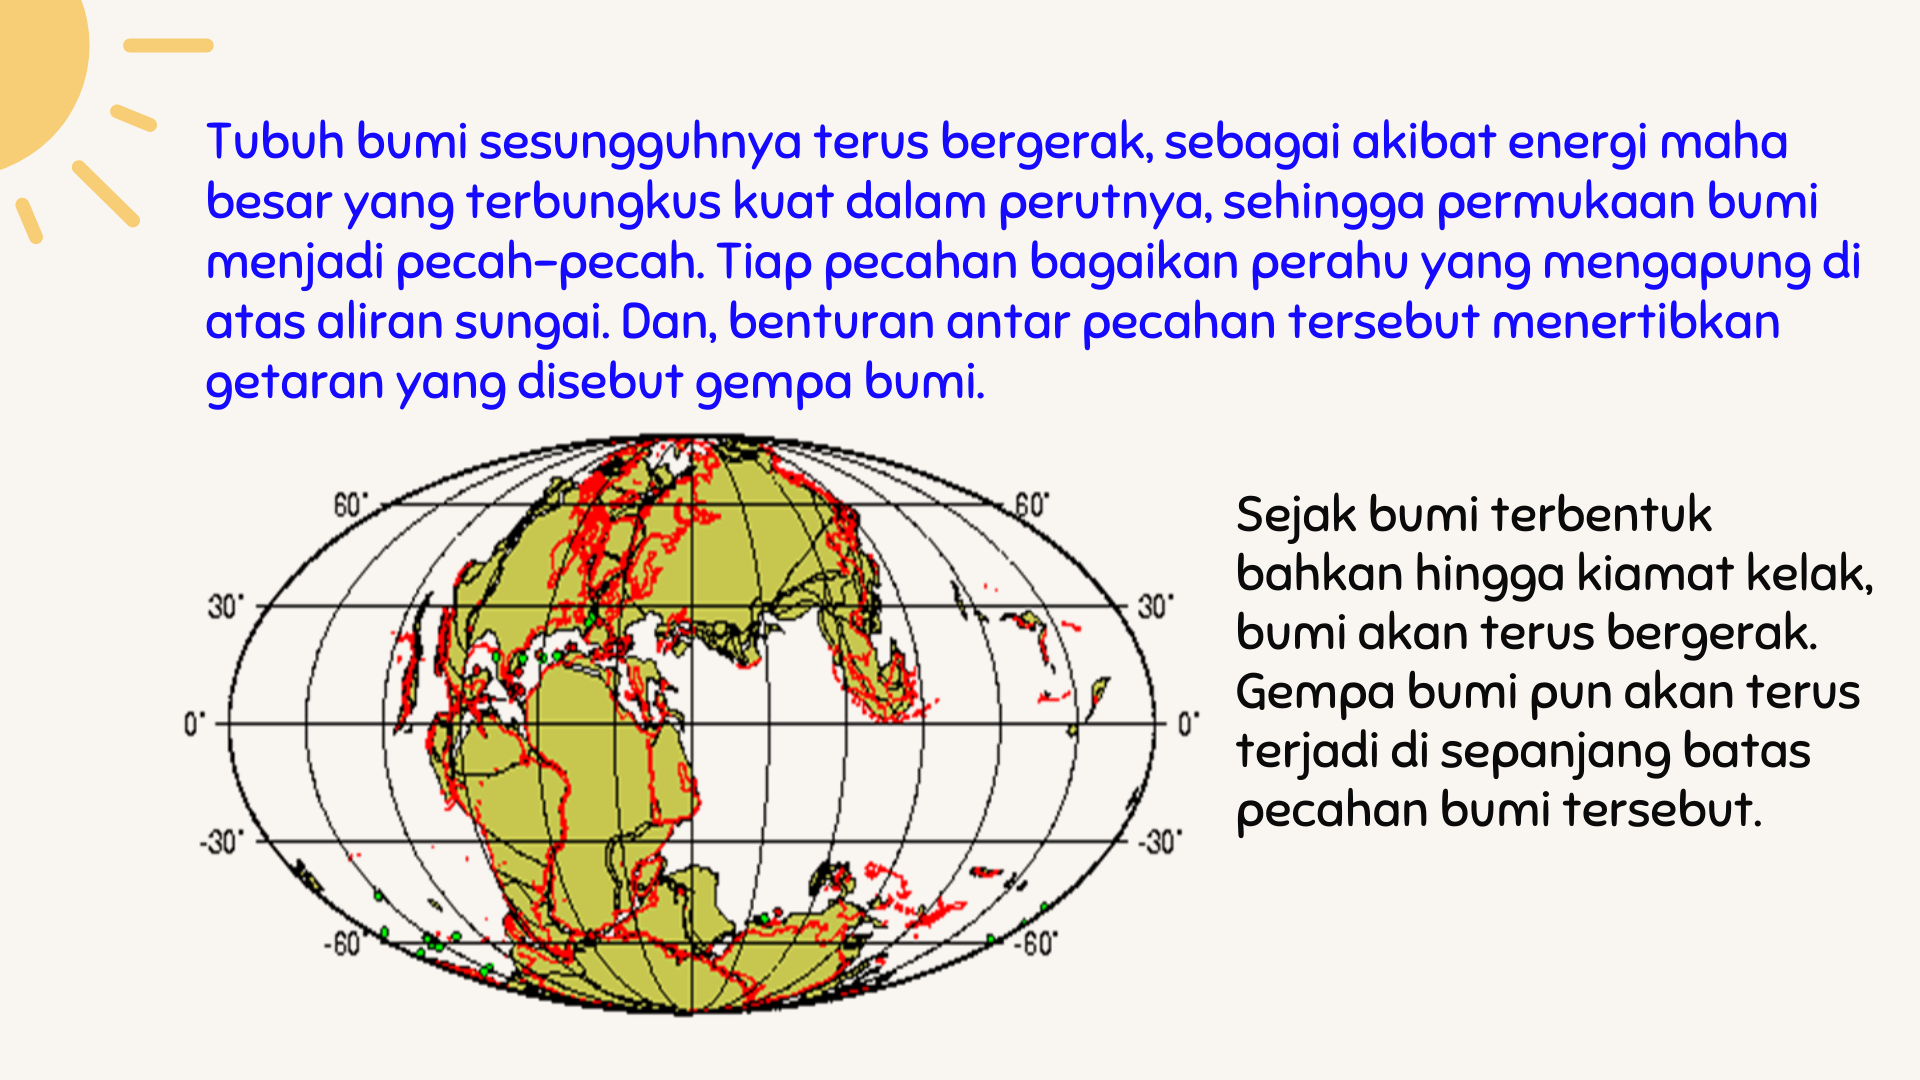 Tubuh bumi sesungguhnya terus bergerak, sebagai akibat energi maha
besar yang terbungkus kuat dalam perutnya, sehingga permukaan bumi
menjadi pecah-pecah. Tiap pecahan bagaikan perahu yang mengapung di
atas aliran sungai. Dan, benturan antar pecahan tersebut menertibkan
getaran yang disebut gempa bumi.
60°
60°
30°
30°
0°
0°
-30°
-30°
-60°
-60°
Sejak bumi terbentuk
bahkan hingga kiamat kelak,
bumi akan terus bergerak.
Gempa bumi pun akan terus
terjadi di sepanjang batas
pecahan bumi tersebut.